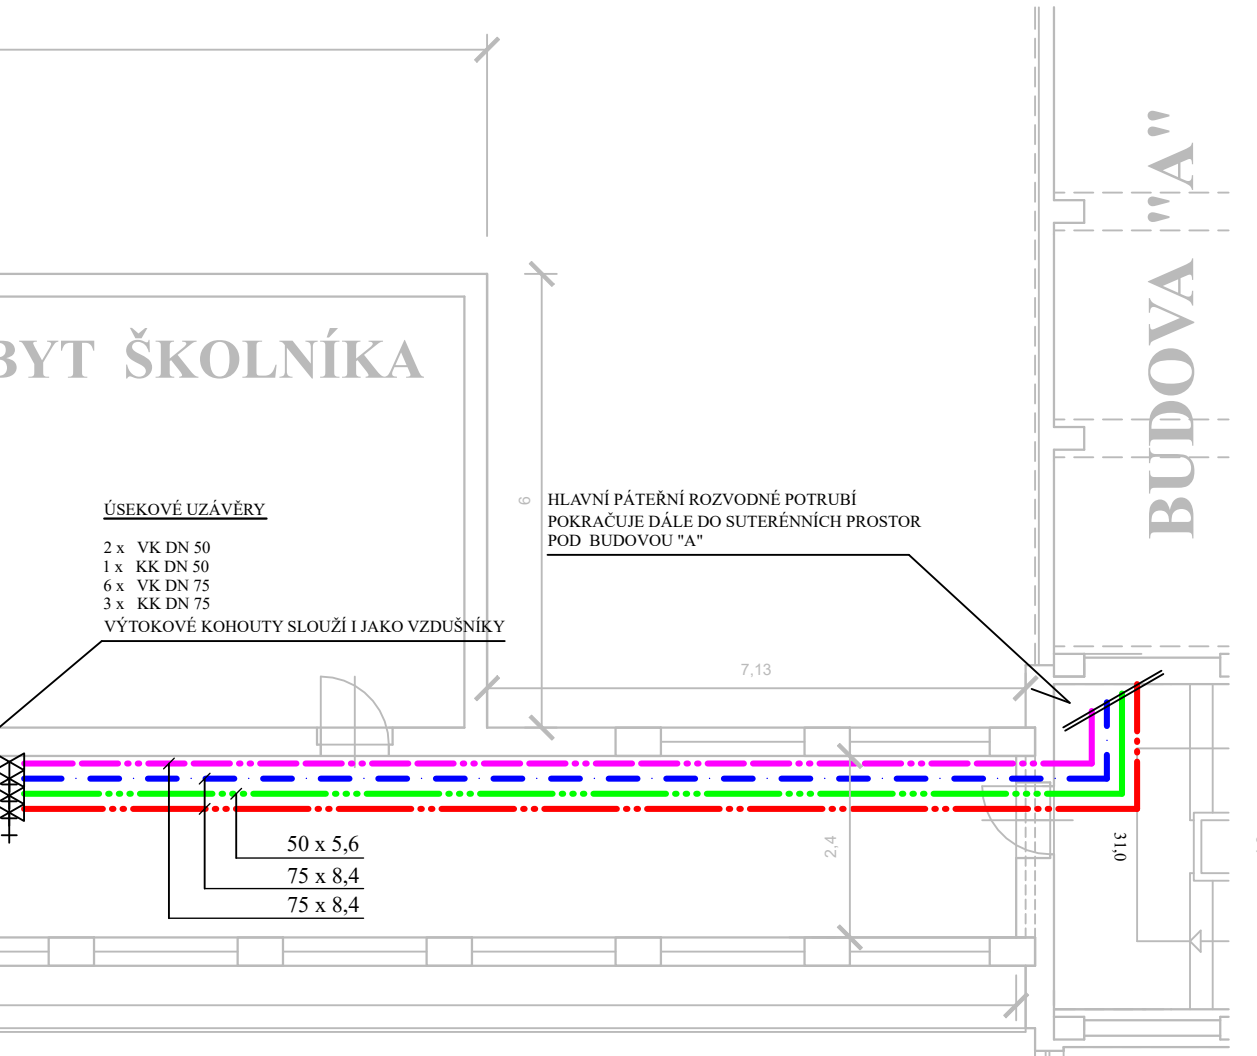 BUDOVA "A"
BYT ŠKOLNÍKA
ÚSEKOVÉ UZÁVĚRY
2 x VK DN 50
1 x KK DN 50
6 x VK DN 75
3 x KK DN 75
VÝTOKOVÉ KOHOUTY SLOUŽÍ I JAKO VZDUŠNÍKY
6
HLAVNÍ PÁTEŘNÍ ROZVODNÉ POTRUBÍ
POKRAČUJE DÁLE DO SUTERÉNNÍCH PROSTOR
POD BUDOVOU "A"
7,13
50 x 5,6
75 x 8,4
75 x 8,4
2,4
31,0